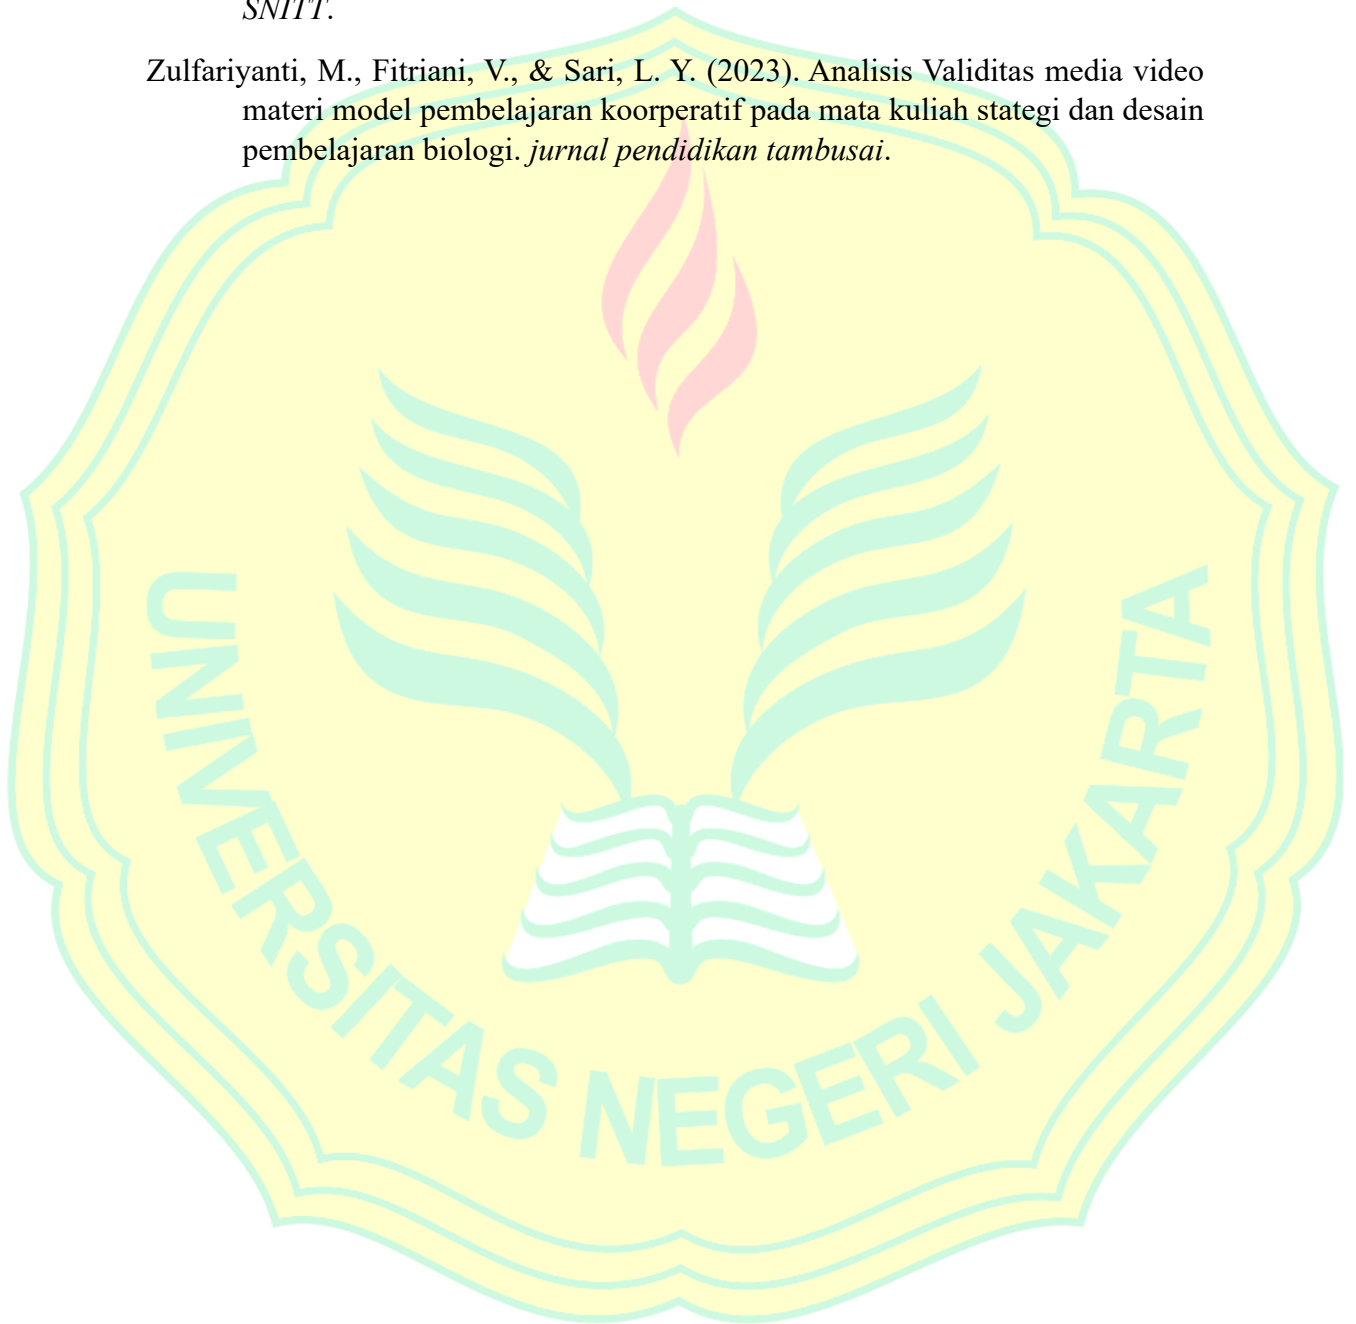 SNITT.
Zulfariyanti, M., Fitriani, V., & Sari, L. Y. (2023). Analisis Validitas media video
materi model pembelajaran koorperatif pada mata kuliah stategi dan desain
pembelajaran biologi. jurnal pendidikan tambusai.
UNIVERSITAS NEGERI JAKARTA